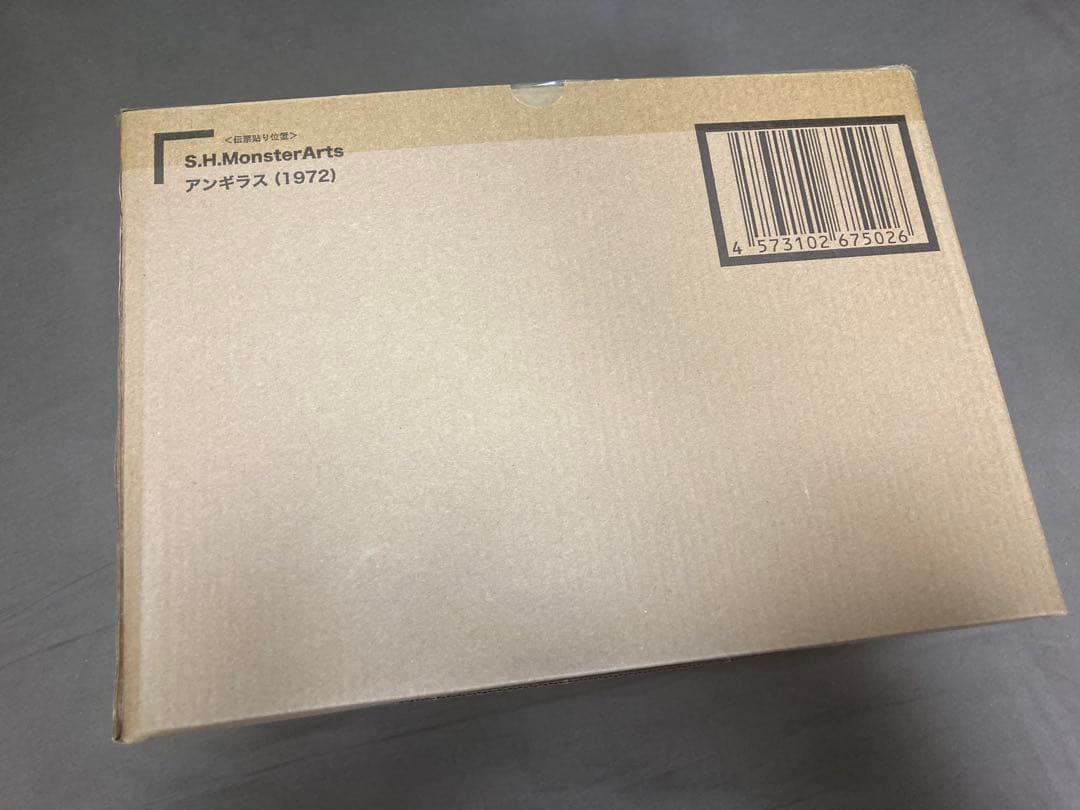 ＜伝票貼り位置＞
S.H.MonsterArts
アンギラス (1972)
4 573102 675026